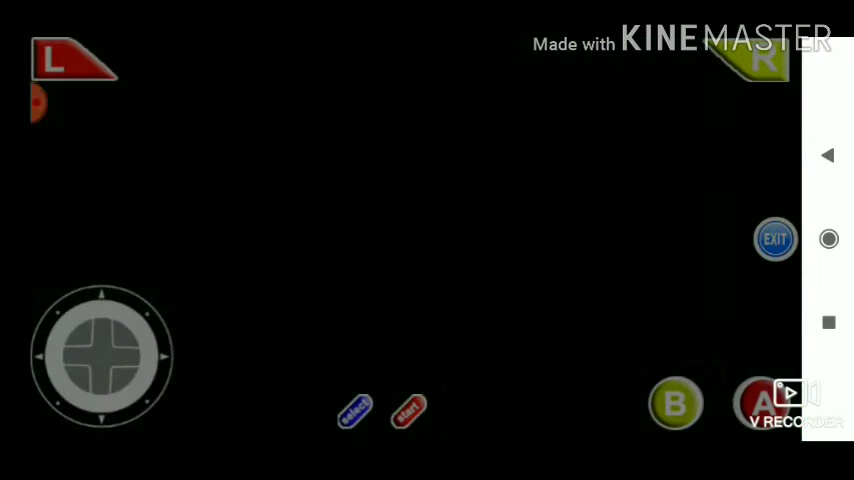 Made with KINEMASTER
L
R
EXIT
select
start
B
A
V RECORDER